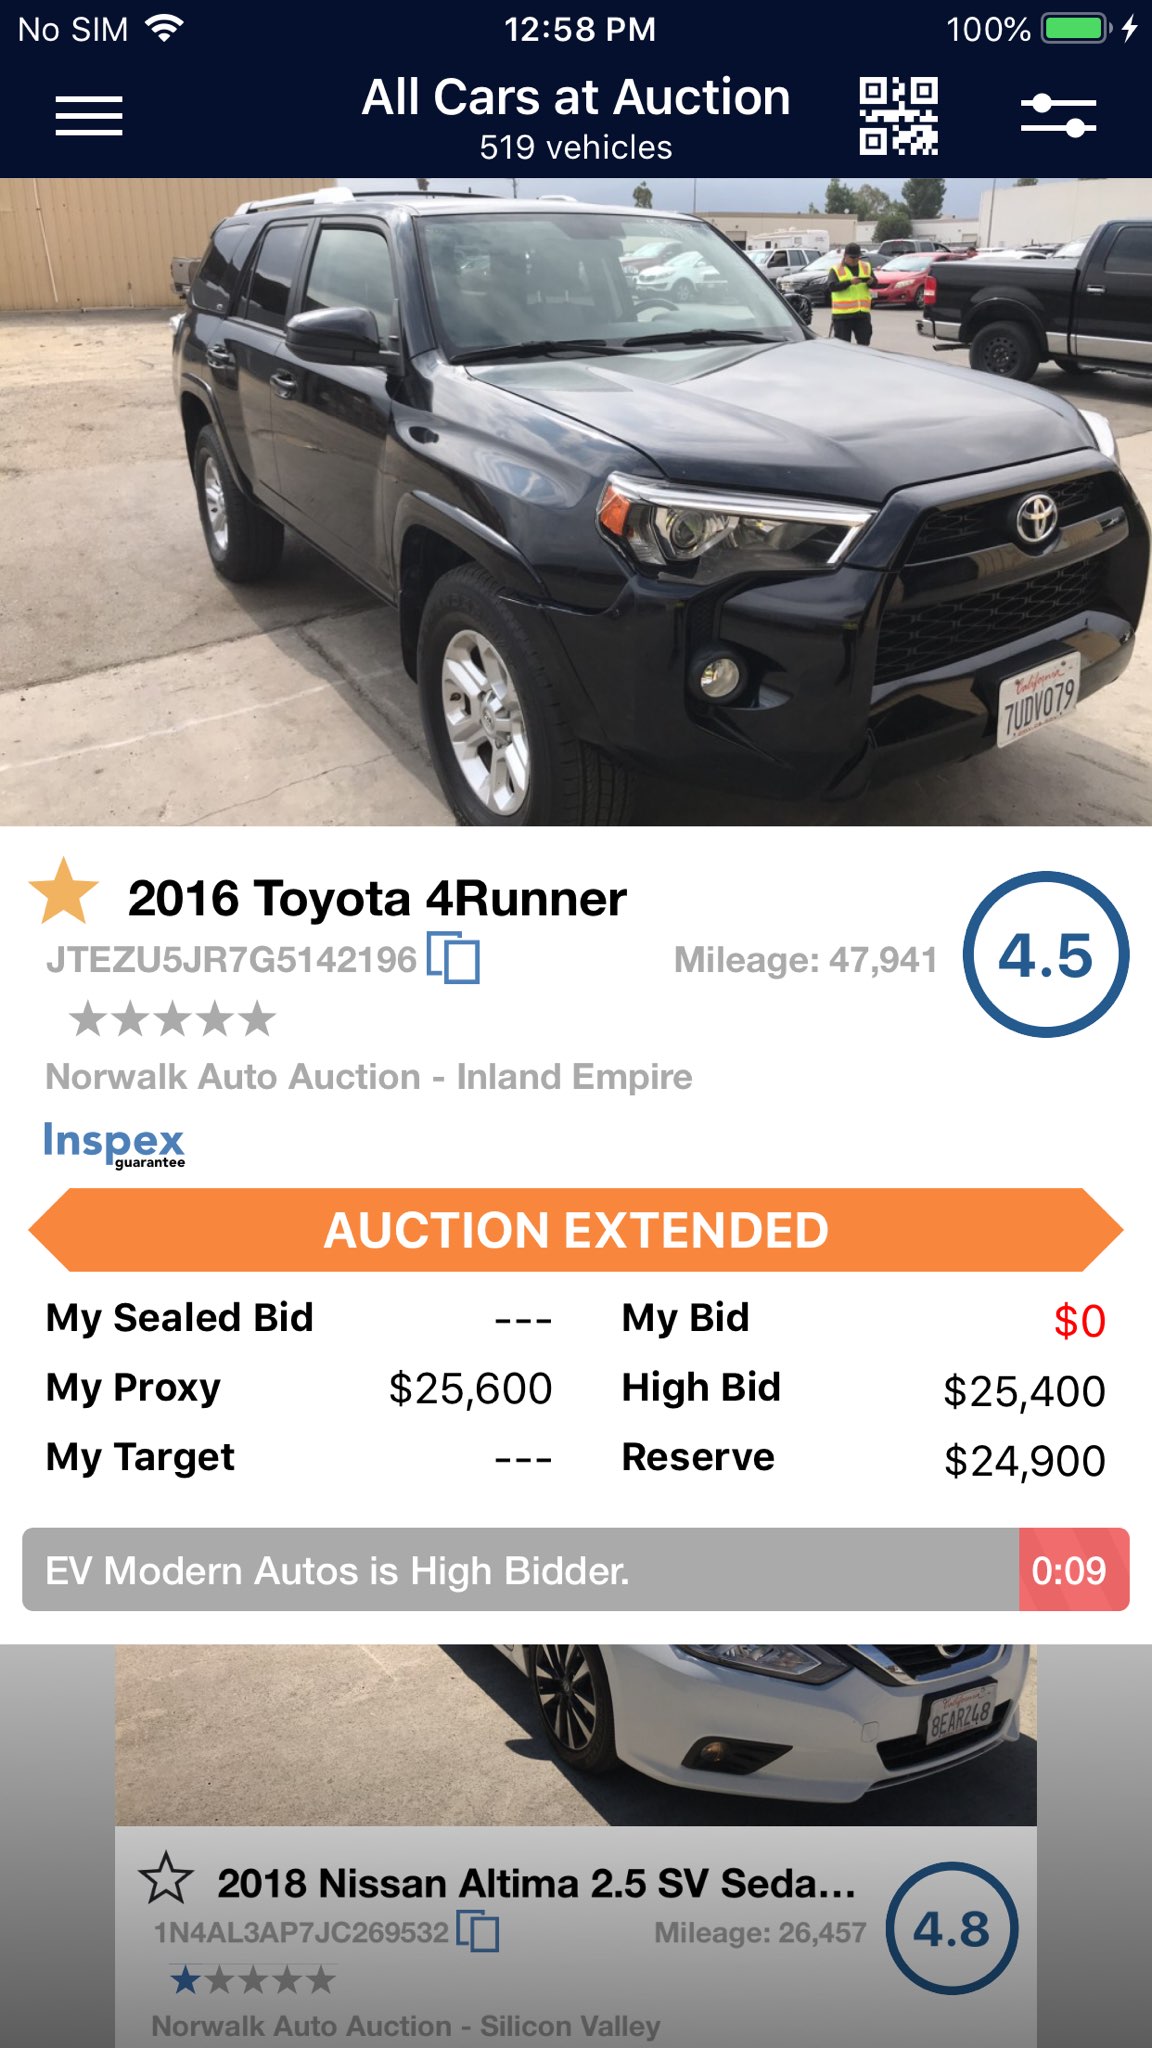 No SIM 12:58 PM 100%
All Cars at Auction
519 vehicles
California
7UDV079
2016 Toyota 4Runner
JTEZU5JR7G5142196 Mileage: 47,941 4.5
Norwalk Auto Auction - Inland Empire
Inspex
guarantee
AUCTION EXTENDED
My Sealed Bid --- My Bid $0
My Proxy $25,600 High Bid $25,400
My Target --- Reserve $24,900
EV Modern Autos is High Bidder. 0:09
California
8EARZ48
2018 Nissan Altima 2.5 SV Seda...
1N4AL3AP7JC269532 Mileage: 26,457 4.8
Norwalk Auto Auction - Silicon Valley